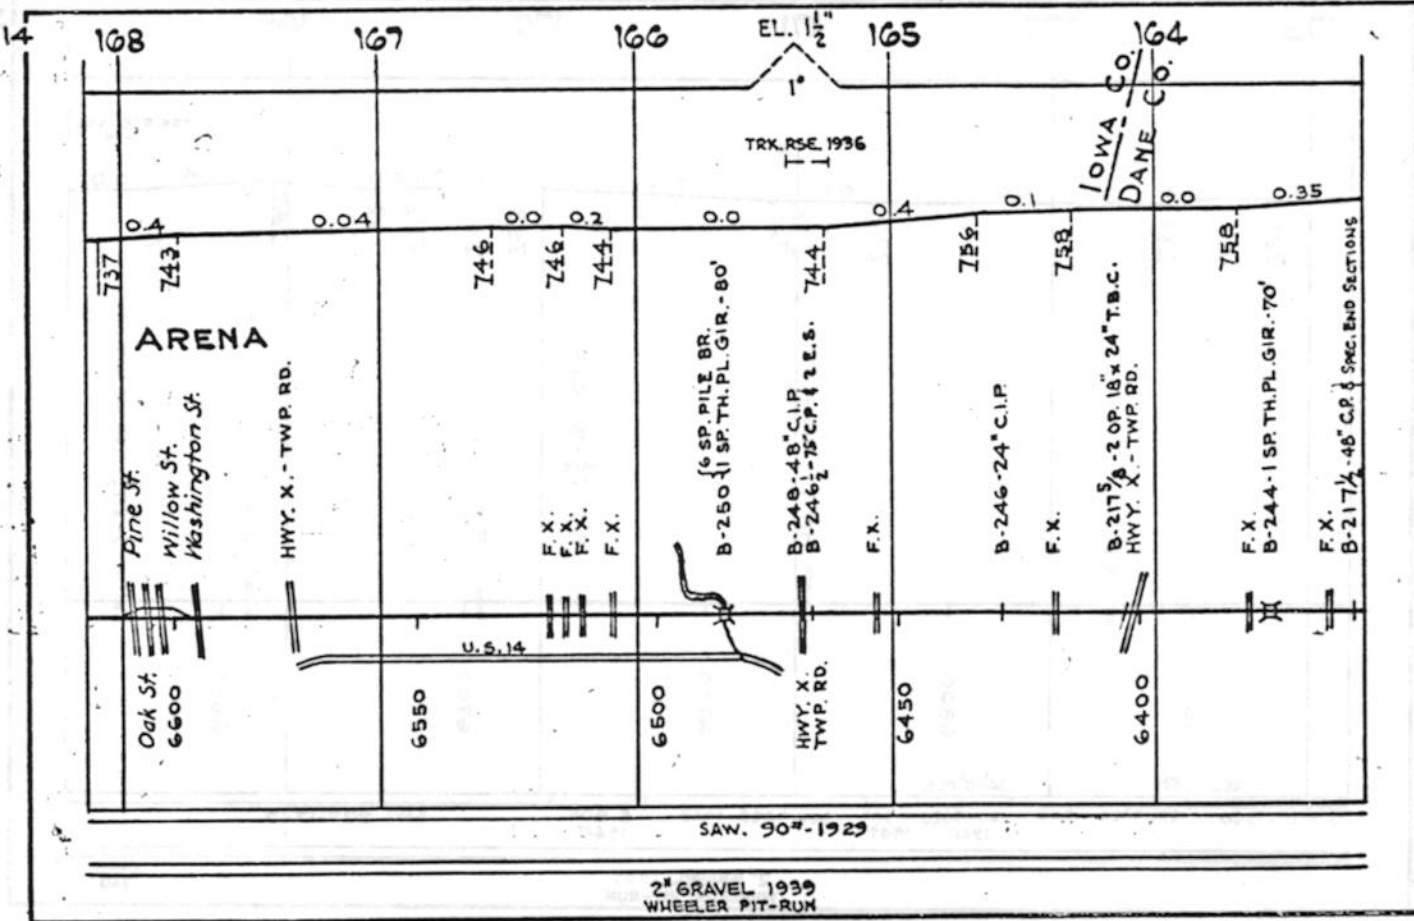 14
168 167 166 EL. 1½" 165 164
1°
IOWA CO.
DANE CO.
TRK. RSE. 1936
0.4 0.04 0.0 0.2 0.0 0.4 0.1 0.0 0.35
737 743 746 746 744 744 756 758 758
ARENA
Pine St.
Willow St.
Washington St.
HWY. X. - TWP. RD.
F. X.
F. X.
F. X.
F. X.
B-250 {6 SP. PILE BR.
{1 SP. TH. PL. GIR. - 80'
B-248-48" C.I.P.
B-246½-75" C.P. & 2 E.S.
F. X.
B-246-24" C.I.P.
F. X.
B-217⅝-2 OP. 18" x 24" T.B.C.
HWY. X. - TWP. RD.
F. X.
B-244-1 SP. TH. PL. GIR. - 70'
F. X.
B-217¼-48" C.P. & SPEC. END SECTIONS
U.S. 14
Oak St.
6600 6550 6500
HWY. X.
TWP. RD.
6450 6400
SAW. 90#-1929
2" GRAVEL 1939
WHEELER PIT-RUN